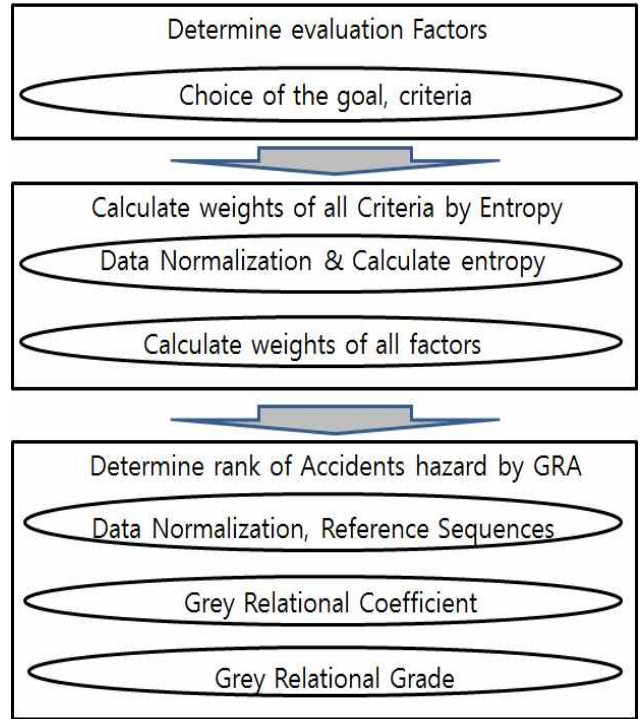 Determine evaluation Factors
Choice of the goal, criteria
Calculate weights of all Criteria by Entropy
Data Normalization & Calculate entropy
Calculate weights of all factors
Determine rank of Accidents hazard by GRA
Data Normalization, Reference Sequences
Grey Relational Coefficient
Grey Relational Grade